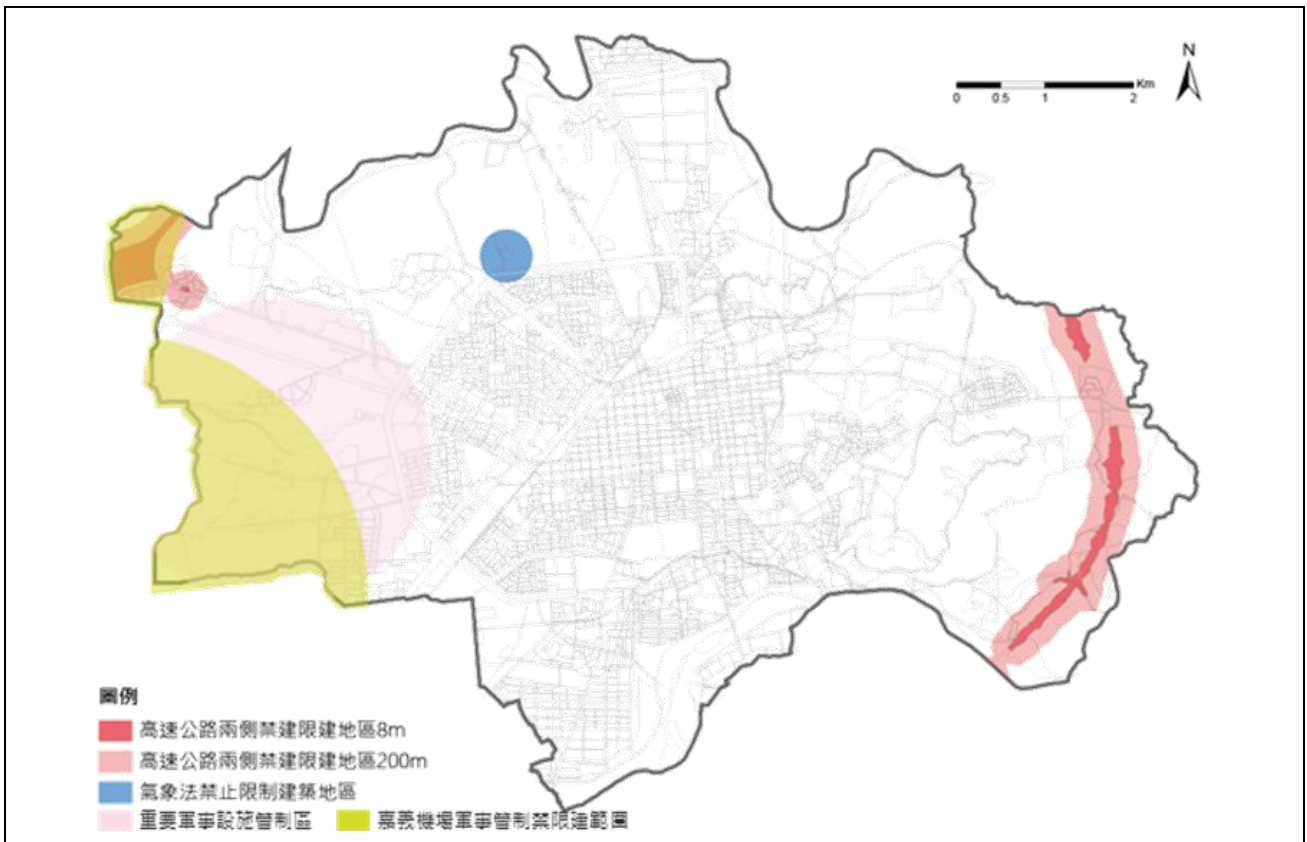 N
Km
0 0.5 1 2
圖例
高速公路兩側禁建限建地區8m
高速公路兩側禁建限建地區200m
氣象法禁止限制建築地區
重要軍事設施管制區 嘉義機場軍事管制禁限建範圍